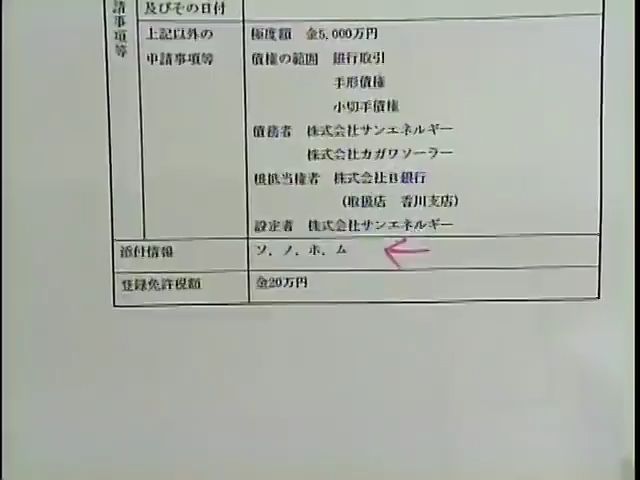 請事項等
及びその日付
上記以外の申請事項等
極度額 金5,000万円
債権の範囲 銀行取引
手形債権
小切手債権
債務者 株式会社サンエネルギー
株式会社カガワソーラー
根抵当権者 株式会社B銀行
(取扱店 香川支店)
設定者 株式会社サンエネルギー
添付情報 ソ、ノ、ホ、ム
登録免許税額 金20万円